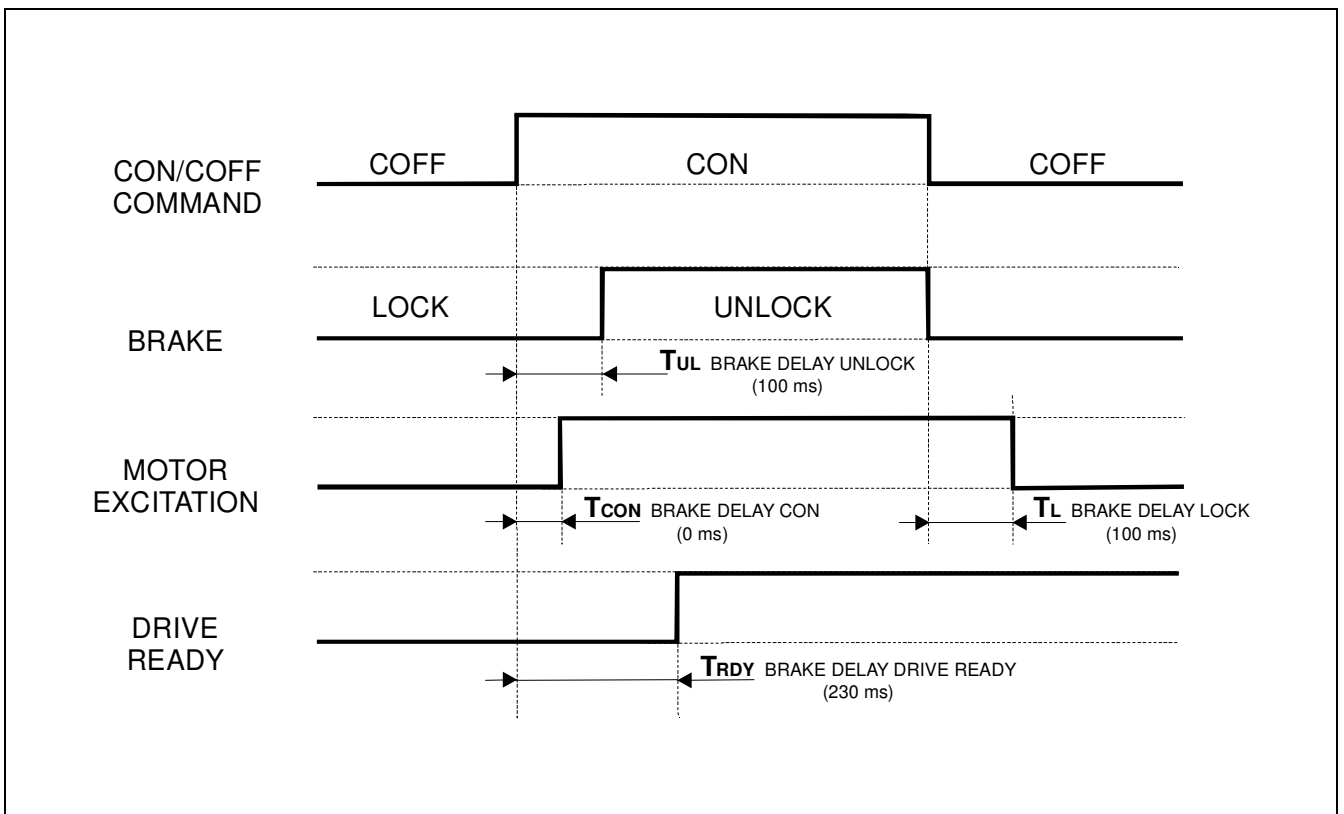 CON/COFF
COMMAND
COFF
CON
COFF
BRAKE
LOCK
UNLOCK
TUL BRAKE DELAY UNLOCK
(100 ms)
MOTOR
EXCITATION
TCON BRAKE DELAY CON
(0 ms)
TL BRAKE DELAY LOCK
(100 ms)
DRIVE
READY
TRDY BRAKE DELAY DRIVE READY
(230 ms)